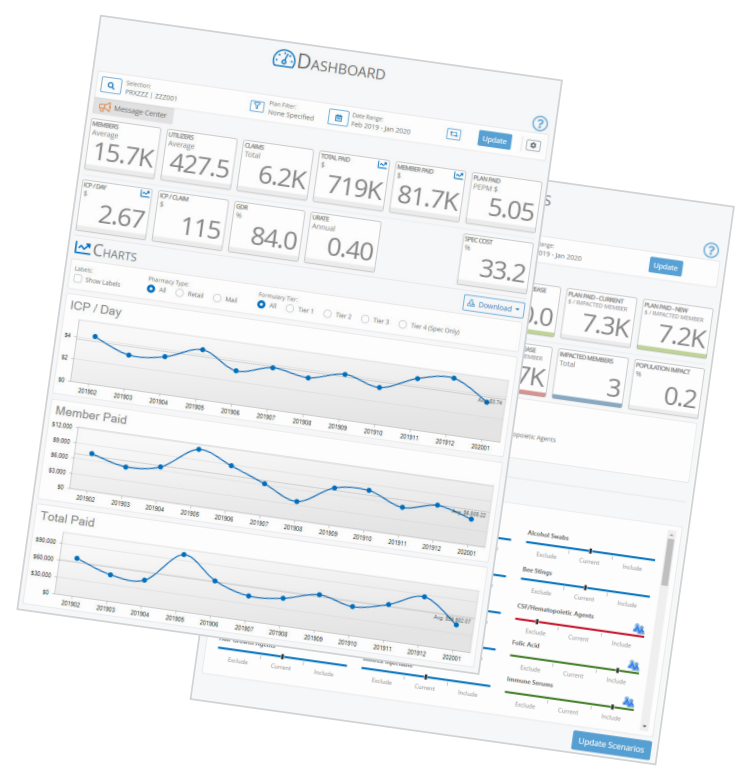 DASHBOARD
Selection:
PRXZZZ | ZZZ001
Plan Filter:
None Specified
Date Range:
Feb 2019 - Jan 2020
Update
Message Center
MEMBERS
Average
15.7K
UTILIZERS
Average
427.5
CLAIMS
Total
6.2K
TOTAL PAID
$
719K
MEMBER PAID
$
81.7K
PLAN PAID
PEPM $
5.05
ICP / DAY
$
2.67
ICP / CLAIM
$
115
GDR
%
84.0
URATE
Annual
0.40
SPEC COST
%
33.2
CHARTS
Download
Labels:
Show Labels
Pharmacy Type:
All Retail Mail
Formulary Tier:
All Tier 1 Tier 2 Tier 3 Tier 4 (Spec Only)
ICP / Day
$4
$2
$0
201902 201903 201904 201905 201906 201907 201908 201909 201910 201911 201912 202001
Member Paid
$12,000
$9,000
$6,000
$3,000
$0
201902 201903 201904 201905 201906 201907 201908 201909 201910 201911 201912 202001
Total Paid
$90,000
$60,000
$30,000
$0
201902 201903 201904 201905 201906 201907 201908 201909 201910 201911 201912 202001
S
ange:
019 - Jan 2020
Update
EASE
0.0
PLAN PAID - CURRENT
$ / IMPACTED MEMBER
7.3K
PLAN PAID - NEW
$ / IMPACTED MEMBER
7.2K
7K
IMPACTED MEMBERS
Total
3
POPULATION IMPACT
%
0.2
poietic Agents
Alcohol Swabs
Exclude Current Include
Bee Stings
Exclude Current Include
CSF/Hematopoietic Agents
Exclude Current Include
Folic Acid
Exclude Current Include
Immune Serums
Exclude Current Include
Exclude Current Include
Exclude Current Include
Update Scenarios